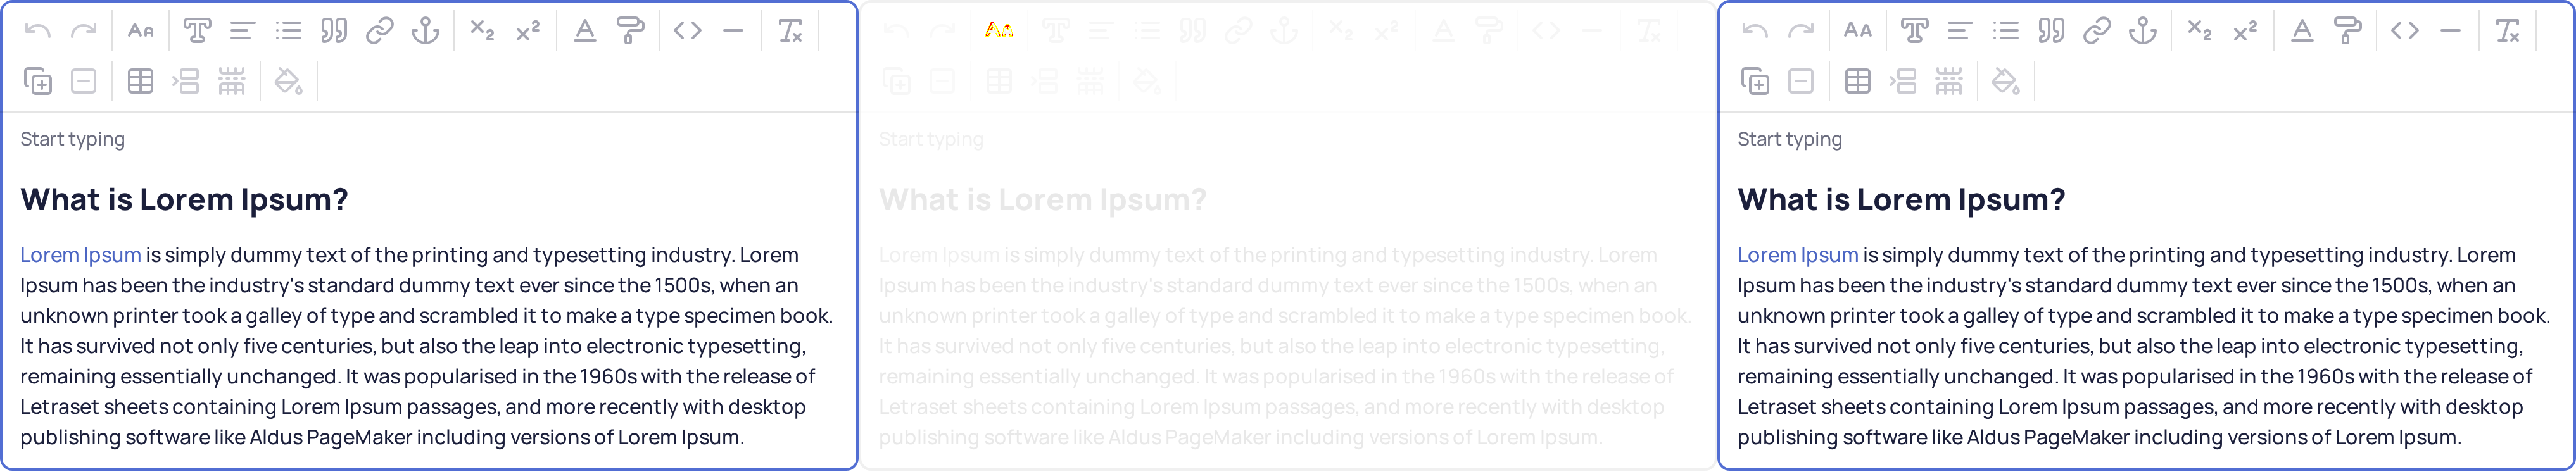 Start typing
What is Lorem Ipsum?
Lorem Ipsum is simply dummy text of the printing and typesetting industry. Lorem
Ipsum has been the industry's standard dummy text ever since the 1500s, when an
unknown printer took a galley of type and scrambled it to make a type specimen book.
It has survived not only five centuries, but also the leap into electronic typesetting,
remaining essentially unchanged. It was popularised in the 1960s with the release of
Letraset sheets containing Lorem Ipsum passages, and more recently with desktop
publishing software like Aldus PageMaker including versions of Lorem Ipsum.
Start typing
What is Lorem Ipsum?
Lorem Ipsum is simply dummy text of the printing and typesetting industry. Lorem
Ipsum has been the industry's standard dummy text ever since the 1500s, when an
unknown printer took a galley of type and scrambled it to make a type specimen book.
It has survived not only five centuries, but also the leap into electronic typesetting,
remaining essentially unchanged. It was popularised in the 1960s with the release of
Letraset sheets containing Lorem Ipsum passages, and more recently with desktop
publishing software like Aldus PageMaker including versions of Lorem Ipsum.
Start typing
What is Lorem Ipsum?
Lorem Ipsum is simply dummy text of the printing and typesetting industry. Lorem
Ipsum has been the industry's standard dummy text ever since the 1500s, when an
unknown printer took a galley of type and scrambled it to make a type specimen book.
It has survived not only five centuries, but also the leap into electronic typesetting,
remaining essentially unchanged. It was popularised in the 1960s with the release of
Letraset sheets containing Lorem Ipsum passages, and more recently with desktop
publishing software like Aldus PageMaker including versions of Lorem Ipsum.